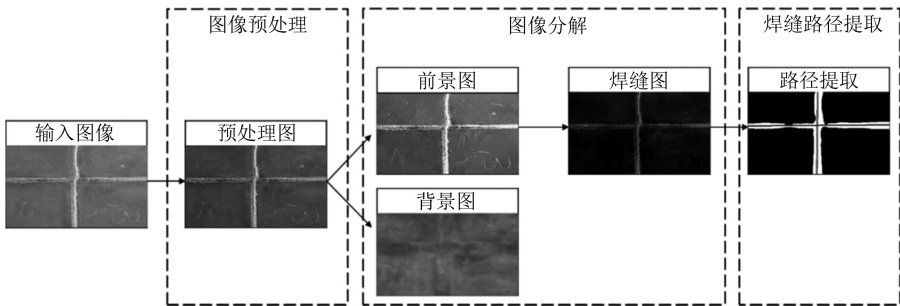 图像预处理
图像分解
焊缝路径提取
前景图
焊缝图
路径提取
输入图像
预处理图
背景图